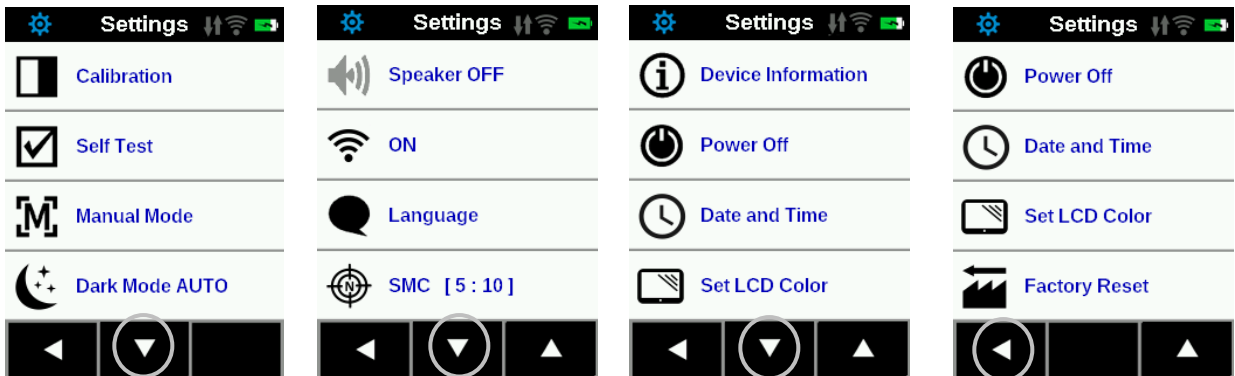 Settings
Calibration
Self Test
M Manual Mode
Dark Mode AUTO
Settings
Speaker OFF
ON
Language
N SMC [ 5 : 10 ]
Settings
Device Information
Power Off
Date and Time
Set LCD Color
Settings
Power Off
Date and Time
Set LCD Color
Factory Reset